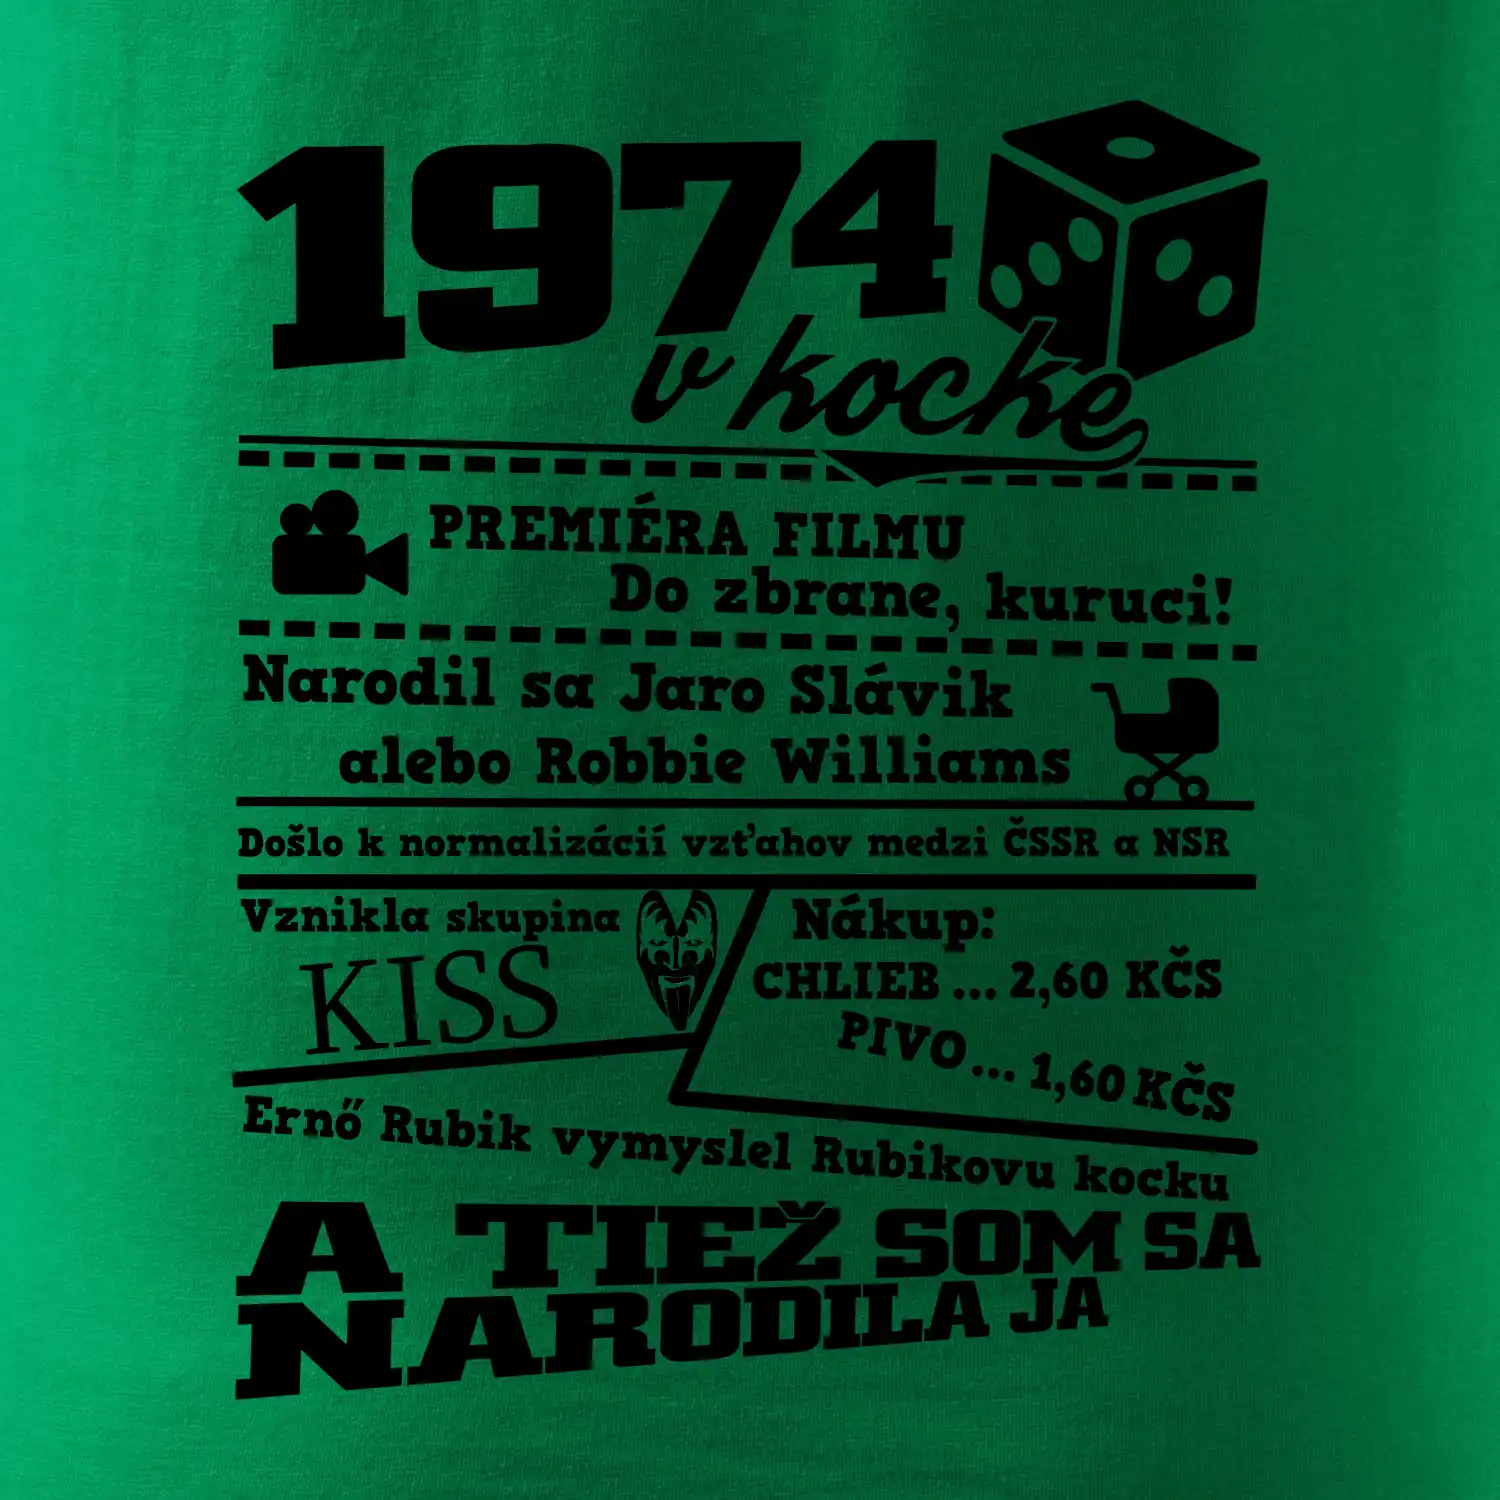 1974
v kocke
PREMIÉRA FILMU
Do zbrane, kuruci!
Narodil sa Jaro Slávik
alebo Robbie Williams
Došlo k normalizácií vzťahov medzi ČSSR a NSR
Vznikla skupina
KISS
Nákup:
CHLIEB ... 2,60 KČS
PIVO ... 1,60 KČS
Ernő Rubik vymyslel Rubikovu kocku
A TIEŽ SOM SA
NARODILA JA